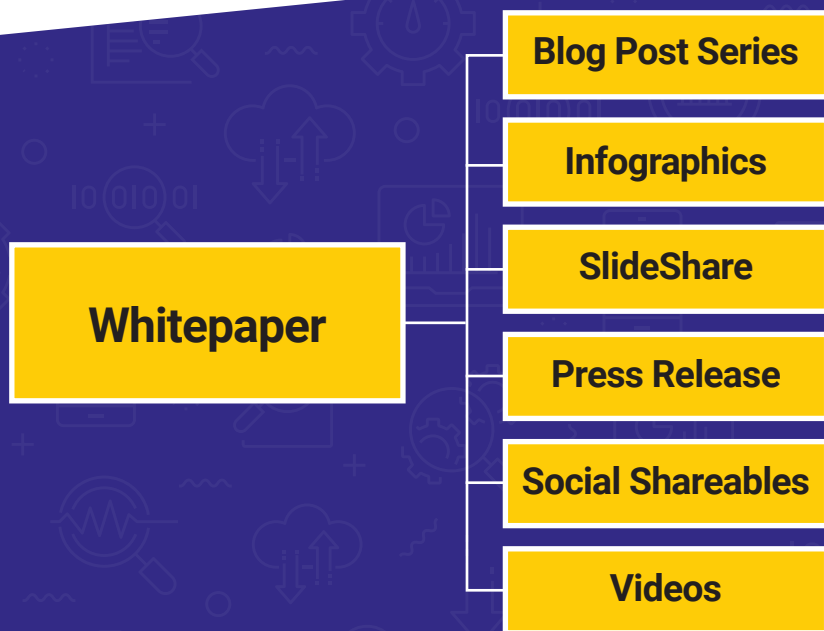 Blog Post Series
Infographics
SlideShare
Whitepaper
Press Release
Social Shareables
Videos